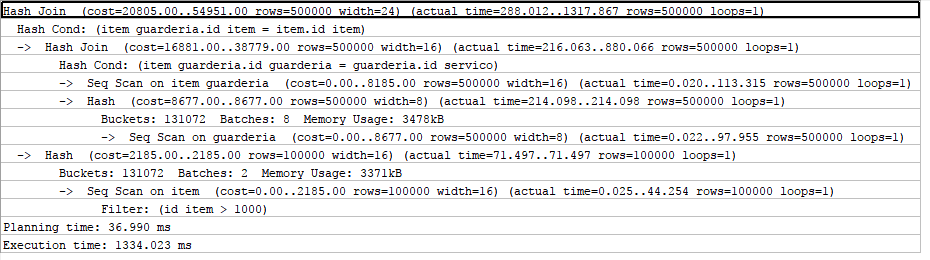 Hash Join  (cost=20805.00..54951.00 rows=500000 width=24) (actual time=288.012..1317.867 rows=500000 loops=1)
Hash Cond: (item guarderia.id item = item.id item)
->  Hash Join  (cost=16881.00..38779.00 rows=500000 width=16) (actual time=216.063..880.066 rows=500000 loops=1)
Hash Cond: (item guarderia.id guarderia = guarderia.id servico)
->  Seq Scan on item guarderia  (cost=0.00..8185.00 rows=500000 width=16) (actual time=0.020..113.315 rows=500000 loops=1)
->  Hash  (cost=8677.00..8677.00 rows=500000 width=8) (actual time=214.098..214.098 rows=500000 loops=1)
Buckets: 131072  Batches: 8  Memory Usage: 3478kB
->  Seq Scan on guarderia  (cost=0.00..8677.00 rows=500000 width=8) (actual time=0.022..97.955 rows=500000 loops=1)
->  Hash  (cost=2185.00..2185.00 rows=100000 width=16) (actual time=71.497..71.497 rows=100000 loops=1)
Buckets: 131072  Batches: 2  Memory Usage: 3371kB
->  Seq Scan on item  (cost=0.00..2185.00 rows=100000 width=16) (actual time=0.025..44.254 rows=100000 loops=1)
Filter: (id item > 1000)
Planning time: 36.990 ms
Execution time: 1334.023 ms